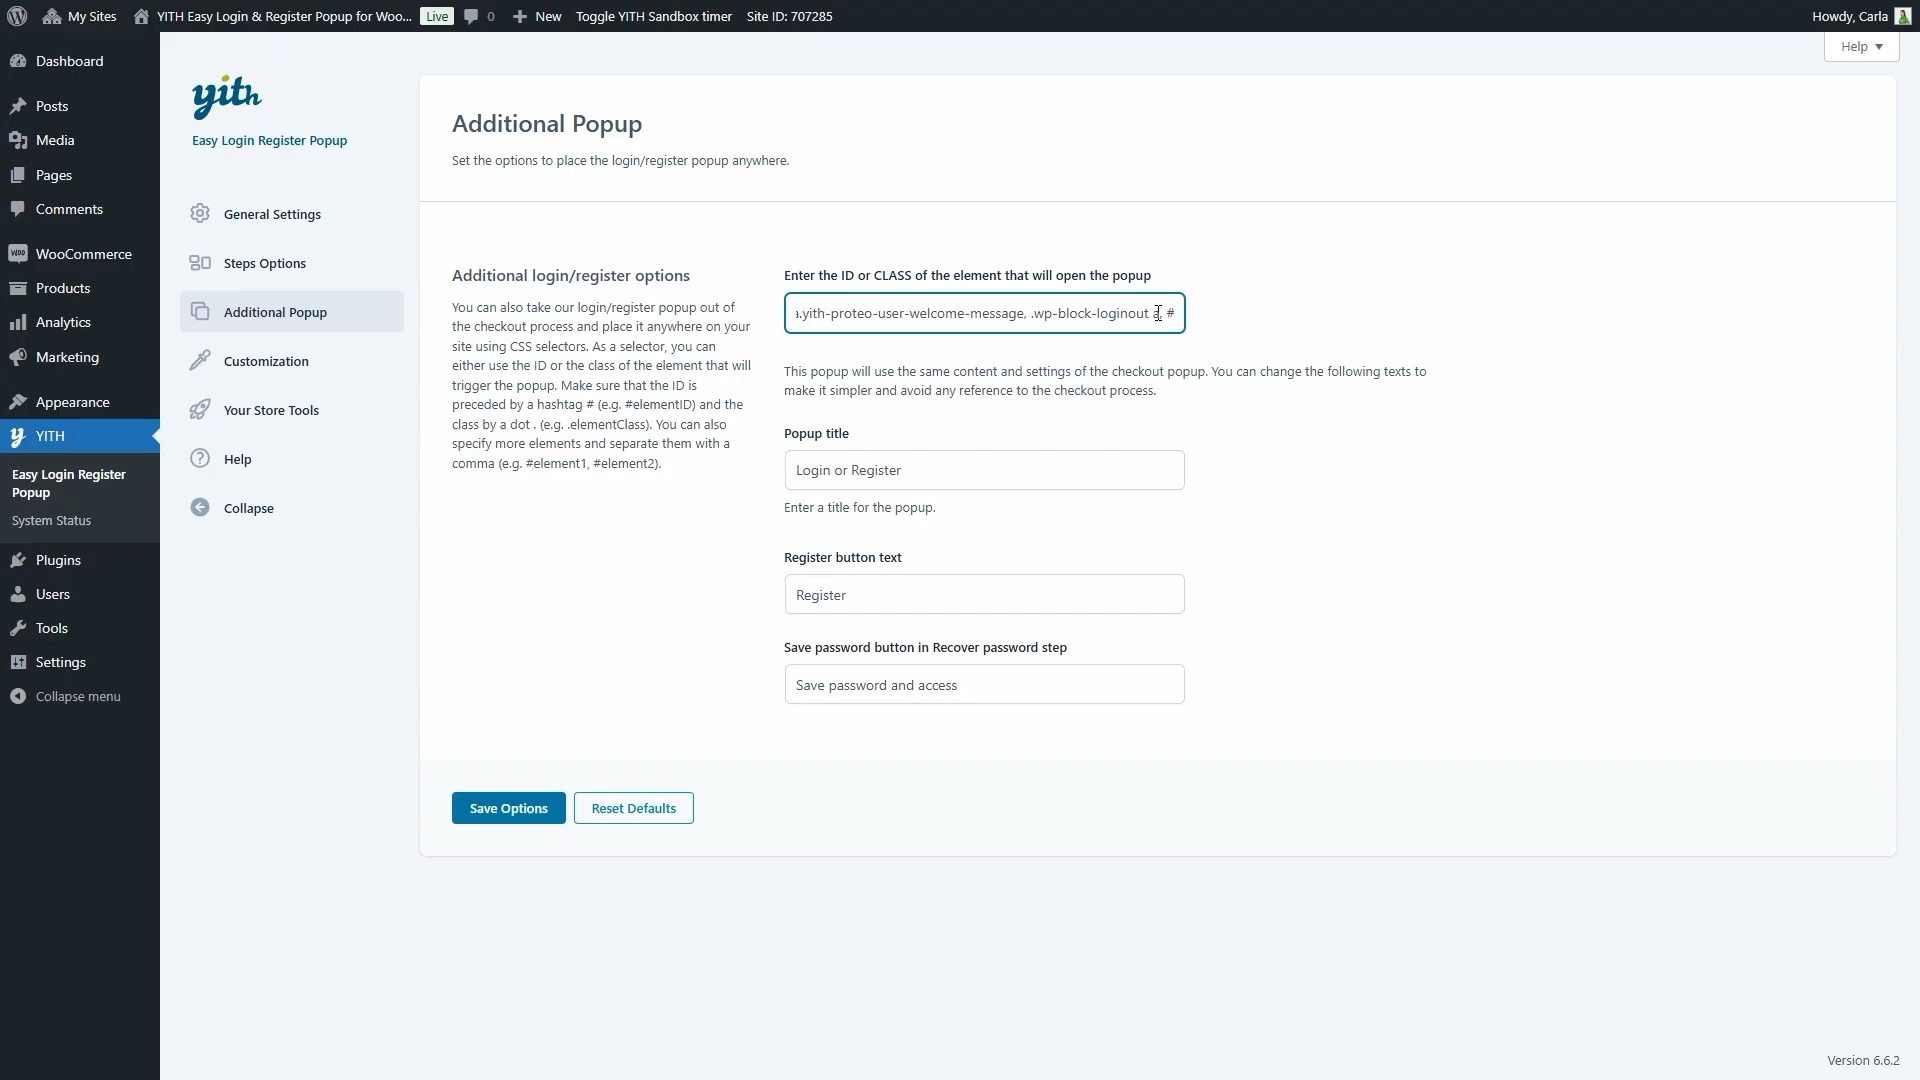 My Sites
YITH Easy Login & Register Popup for Woo...
Live
0
New
Toggle YITH Sandbox timer
Site ID: 707285
Howdy, Carla
Help
Dashboard
Posts
Media
Pages
Comments
WooCommerce
Products
Analytics
Marketing
Appearance
YITH
Easy Login Register
Popup
System Status
Plugins
Users
Tools
Settings
Collapse menu
yith
Easy Login Register Popup
General Settings
Steps Options
Additional Popup
Customization
Your Store Tools
Help
Collapse
Additional Popup
Set the options to place the login/register popup anywhere.
Additional login/register options
You can also take our login/register popup out of
the checkout process and place it anywhere on your
site using CSS selectors. As a selector, you can
either use the ID or the class of the element that will
trigger the popup. Make sure that the ID is
preceded by a hashtag # (e.g. #elementID) and the
class by a dot . (e.g. .elementClass). You can also
specify more elements and separate them with a
comma (e.g. #element1, #element2).
Enter the ID or CLASS of the element that will open the popup
.yith-proteo-user-welcome-message, .wp-block-loginout #
This popup will use the same content and settings of the checkout popup. You can change the following texts to
make it simpler and avoid any reference to the checkout process.
Popup title
Login or Register
Enter a title for the popup.
Register button text
Register
Save password button in Recover password step
Save password and access
Save Options
Reset Defaults
Version 6.6.2